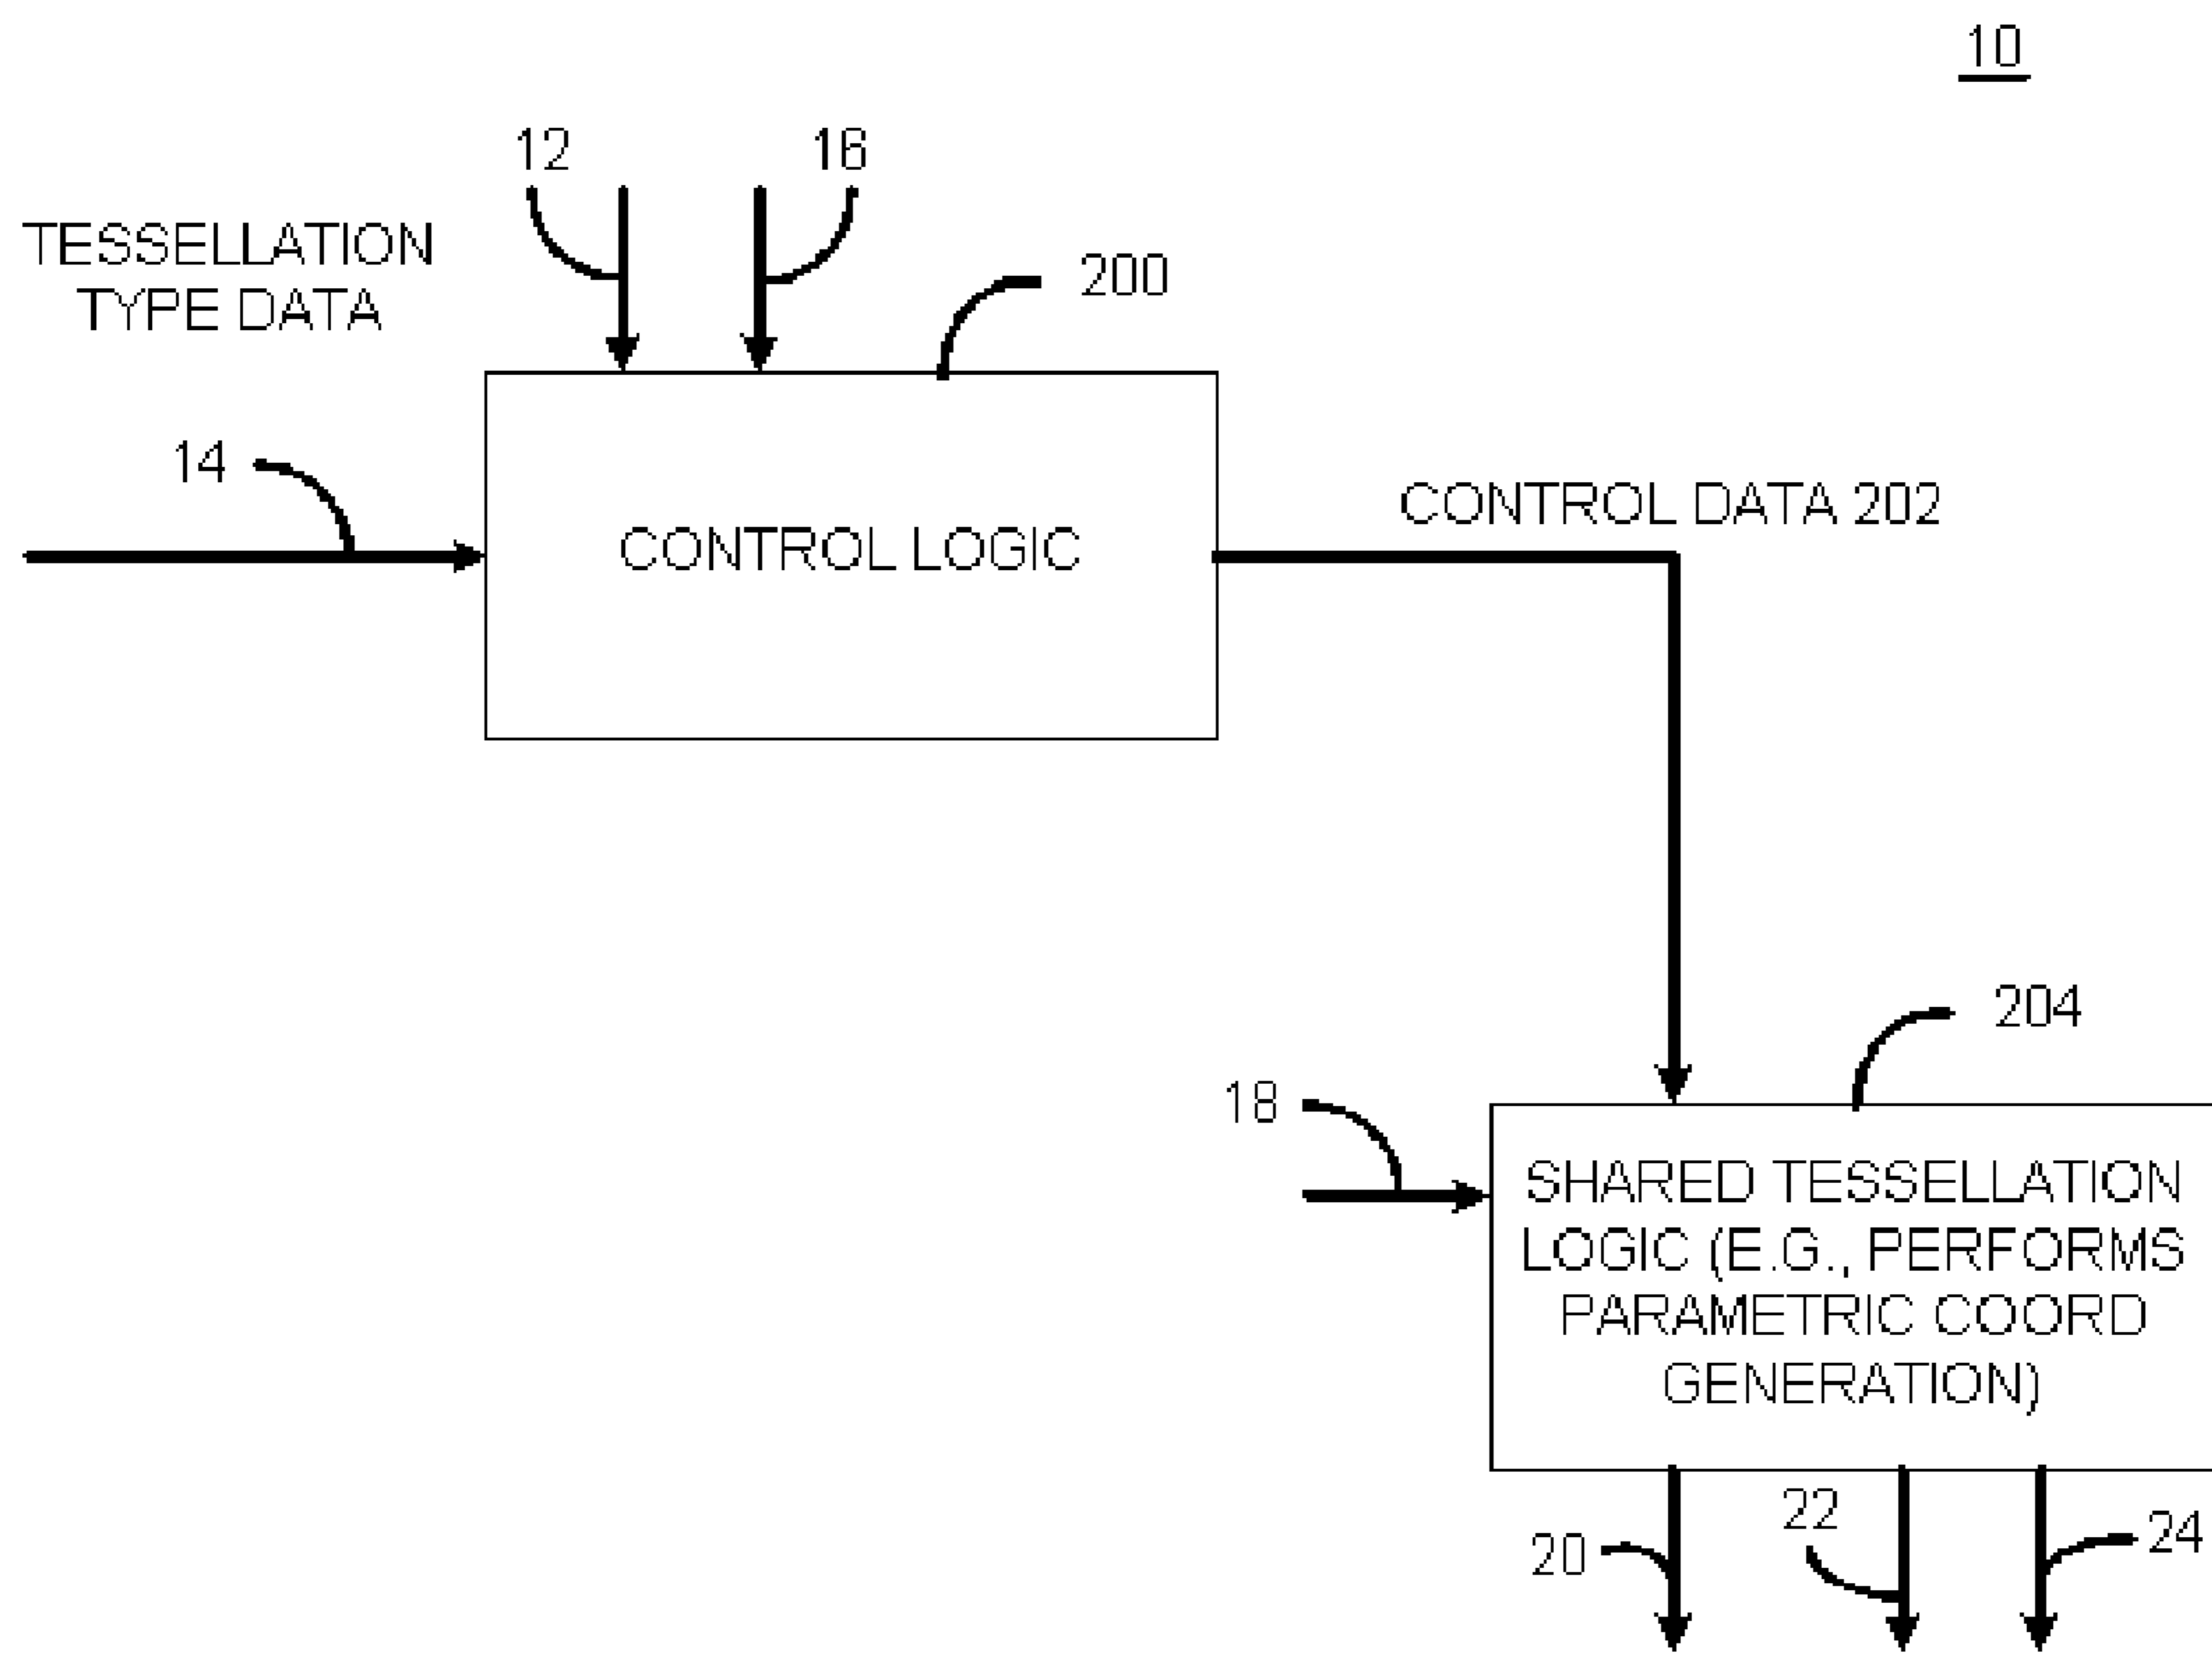 10
12
16
TESSELLATION
TYPE DATA
200
14
CONTROL LOGIC
CONTROL DATA 202
204
18
SHARED TESSELLATION
LOGIC (E.G., PERFORMS
PARAMETRIC COORD
GENERATION)
20
22
24